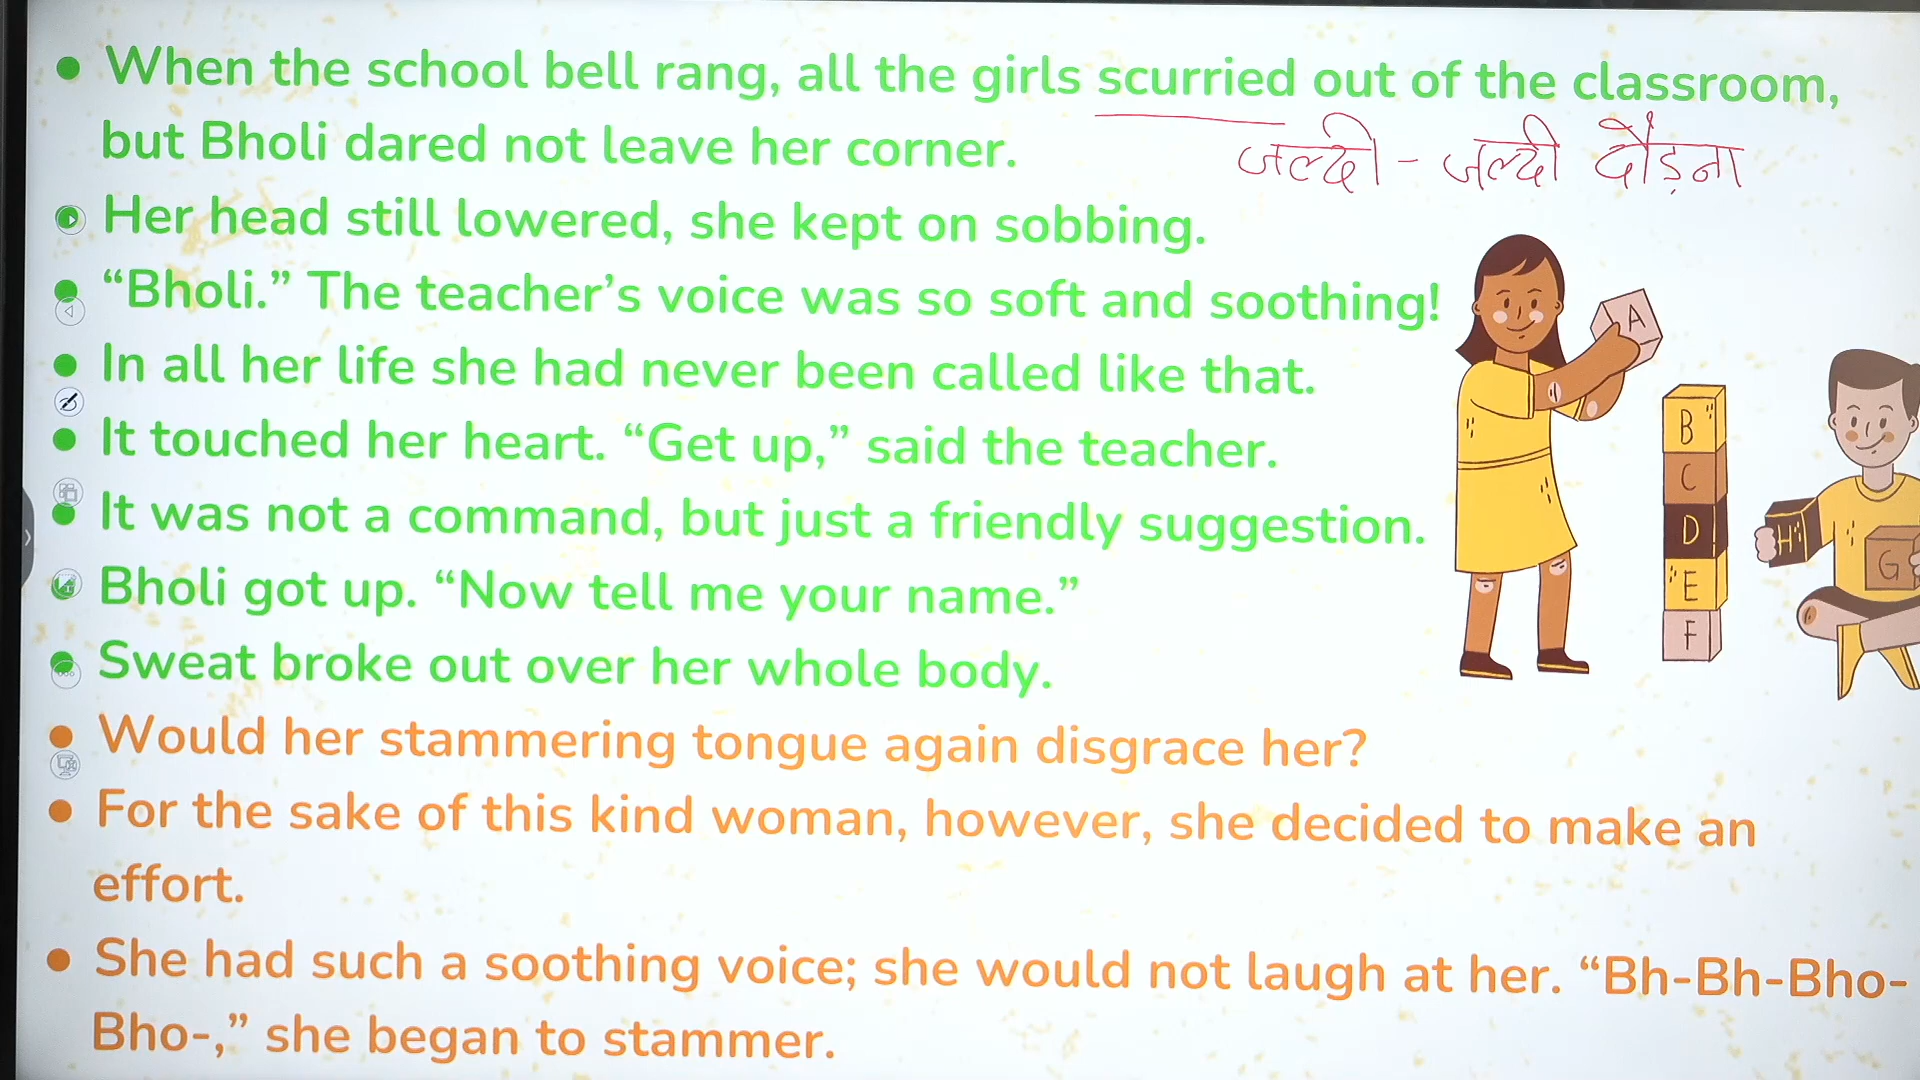 • When the school bell rang, all the girls scurried out of the classroom,
जल्दी - जल्दी दौड़ना
but Bholi dared not leave her corner.
• Her head still lowered, she kept on sobbing.
• “Bholi.” The teacher’s voice was so soft and soothing!
• In all her life she had never been called like that.
• It touched her heart. “Get up,” said the teacher.
• It was not a command, but just a friendly suggestion.
• Bholi got up. “Now tell me your name.”
• Sweat broke out over her whole body.
• Would her stammering tongue again disgrace her?
• For the sake of this kind woman, however, she decided to make an
effort.
• She had such a soothing voice; she would not laugh at her. “Bh-Bh-Bho-
Bho-,” she began to stammer.
A
B
C
D
E
F
H
G